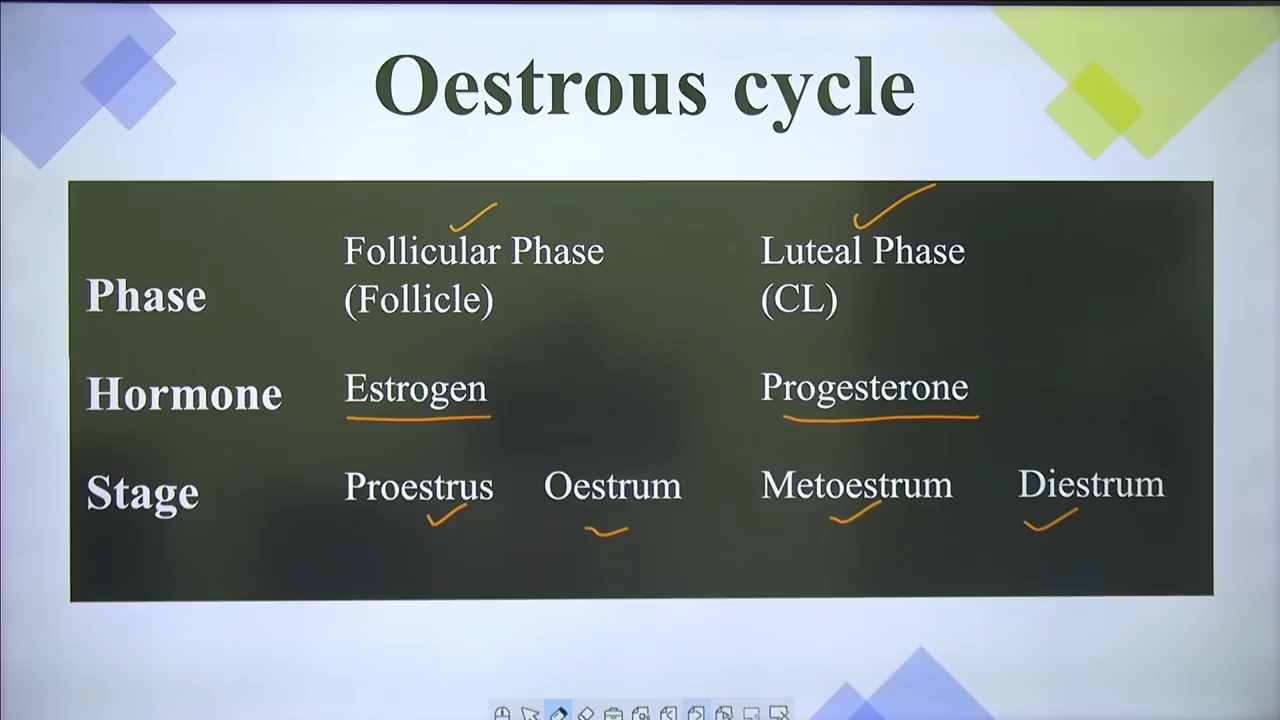 Oestrous cycle
Phase
Follicular Phase
(Follicle)
Luteal Phase
(CL)
Hormone
Estrogen
Progesterone
Stage
Proestrus
Oestrum
Metoestrum
Diestrum